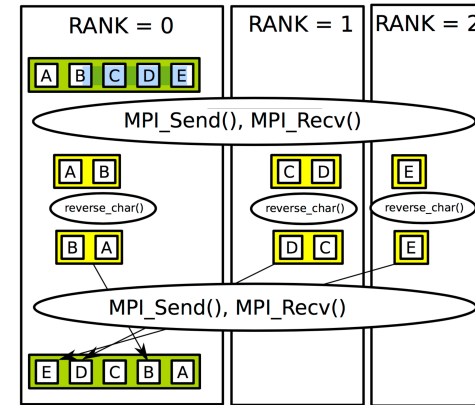 RANK = 0 RANK = 1 RANK = 2
A B C D E
MPI_Send(), MPI_Recv()
A B C D E
reverse_char() reverse_char() reverse_char()
B A D C E
MPI_Send(), MPI_Recv()
E D C B A